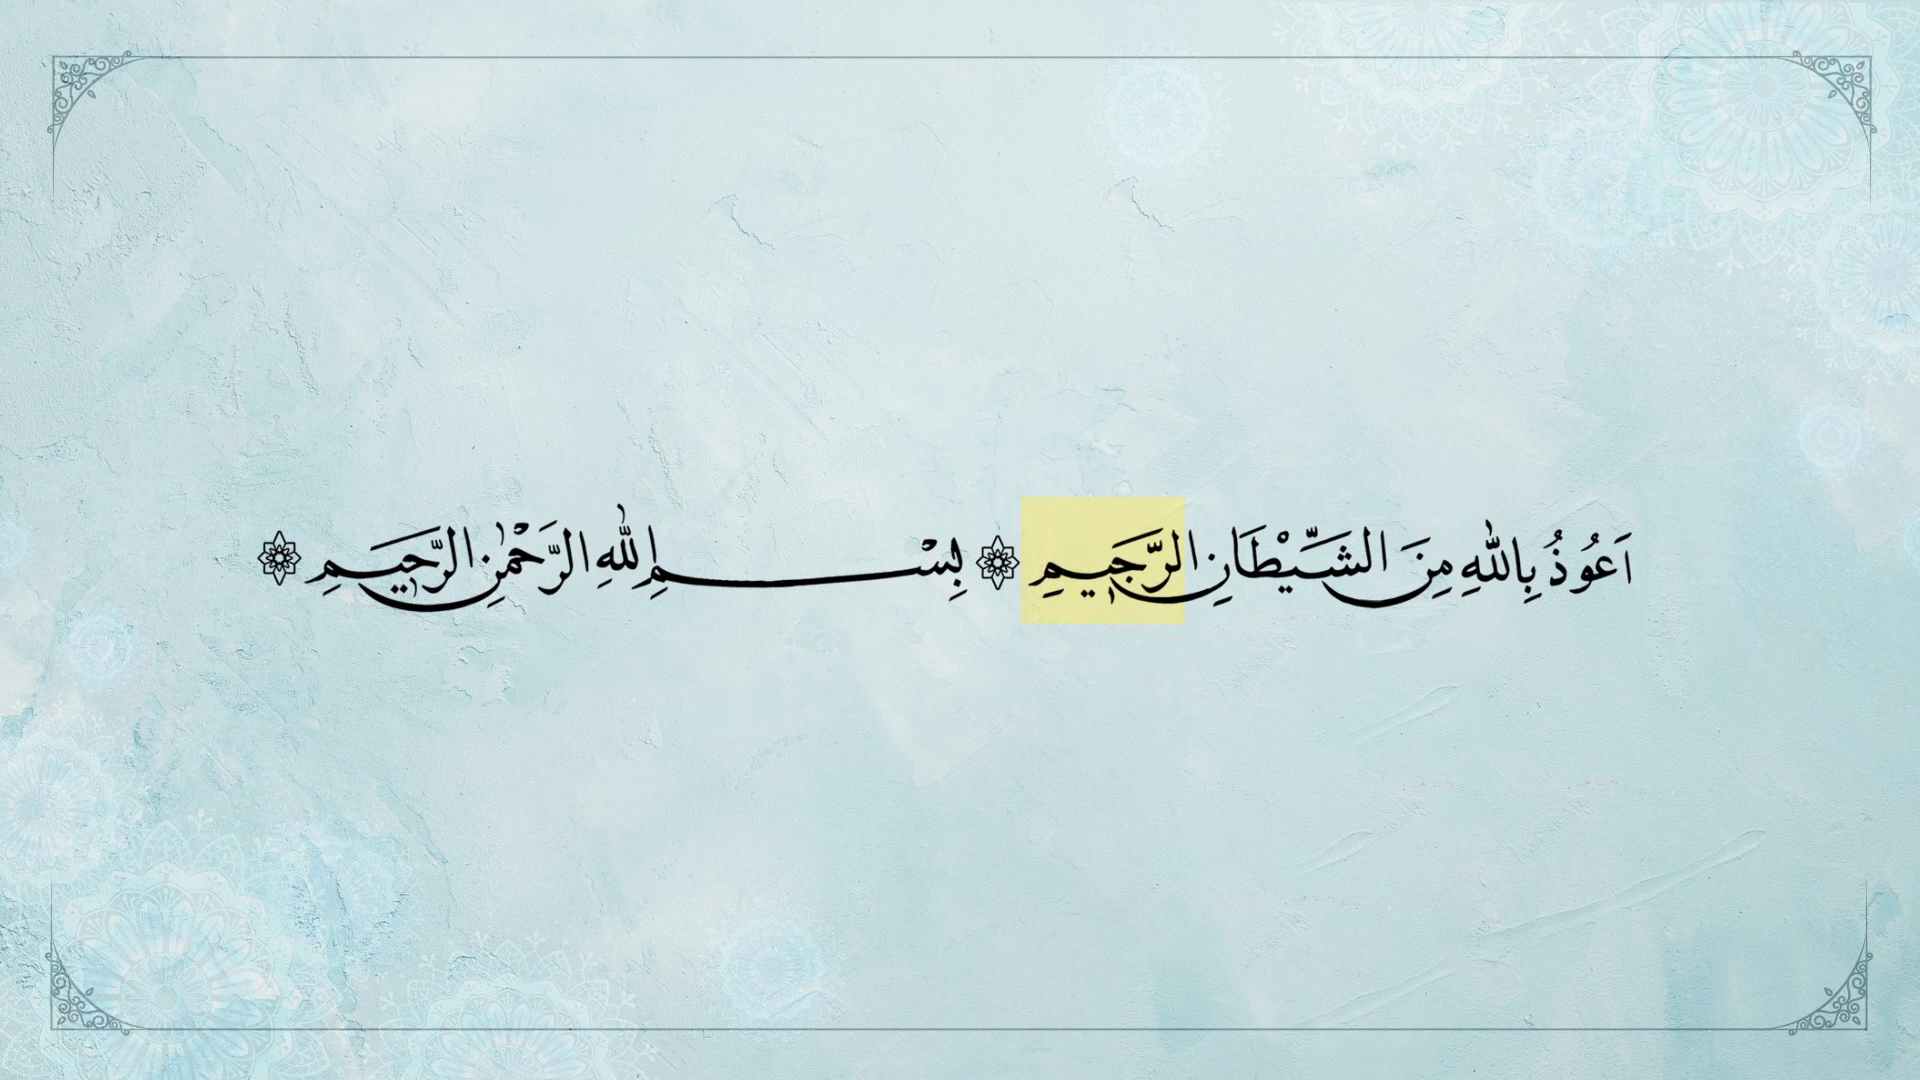 اَعُوذُ بِاللّٰهِ مِنَ الشَّيْطَانِ الرَّجِيمِ ۞ بِسْمِ اللّٰهِ الرَّحْمٰنِ الرَّحِيمِ ۞